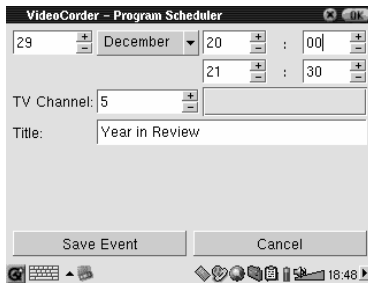 VideoCorder - Program Scheduler OK
29 + - December 20 + - : 00 + -
21 + - : 30 + -
TV Channel: 5 + -
Title: Year in Review
Save Event Cancel
18:48